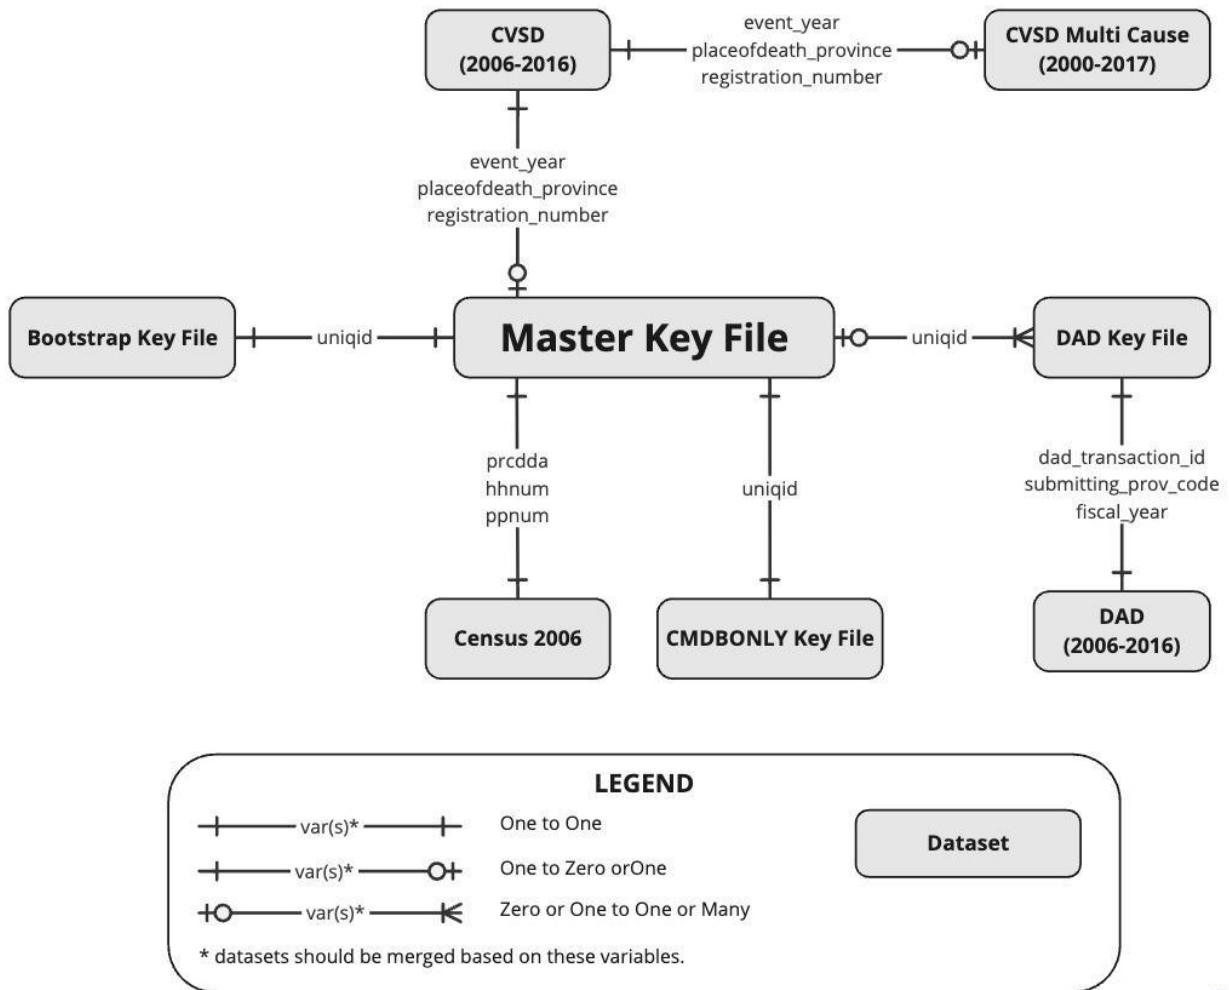 CVSD
(2006-2016)
event_year
placeofdeath_province
registration_number
CVSD Multi Cause
(2000-2017)
event_year
placeofdeath_province
registration_number
Bootstrap Key File
uniqid
Master Key File
uniqid
DAD Key File
prcdda
hhnum
ppnum
uniqid
dad_transaction_id
submitting_prov_code
fiscal_year
Census 2006
CMDBONLY Key File
DAD
(2006-2016)
LEGEND
var(s)*
One to One
var(s)*
One to Zero orOne
var(s)*
Zero or One to One or Many
Dataset
* datasets should be merged based on these variables.